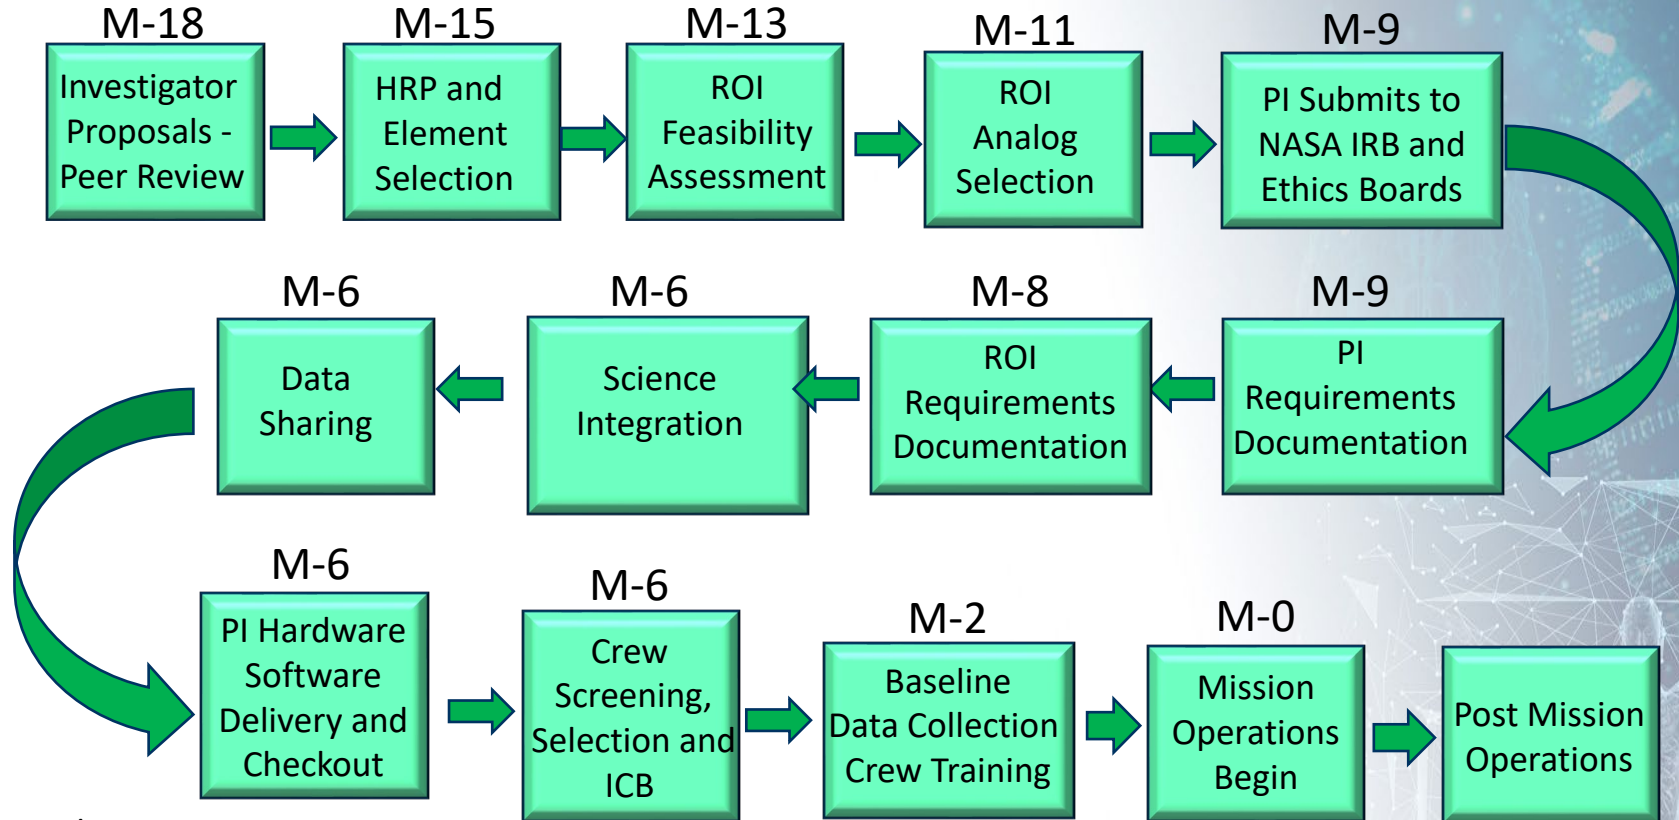 M-18
Investigator
Proposals -
Peer Review
M-15
HRP and
Element
Selection
M-13
ROI
Feasibility
Assessment
M-11
ROI
Analog
Selection
M-9
PI Submits to
NASA IRB and
Ethics Boards
M-9
PI
Requirements
Documentation
M-8
ROI
Requirements
Documentation
M-6
Science
Integration
M-6
Data
Sharing
M-6
PI Hardware
Software
Delivery and
Checkout
M-6
Crew
Screening,
Selection and
ICB
M-2
Baseline
Data Collection
Crew Training
M-0
Mission
Operations
Begin
Post Mission
Operations